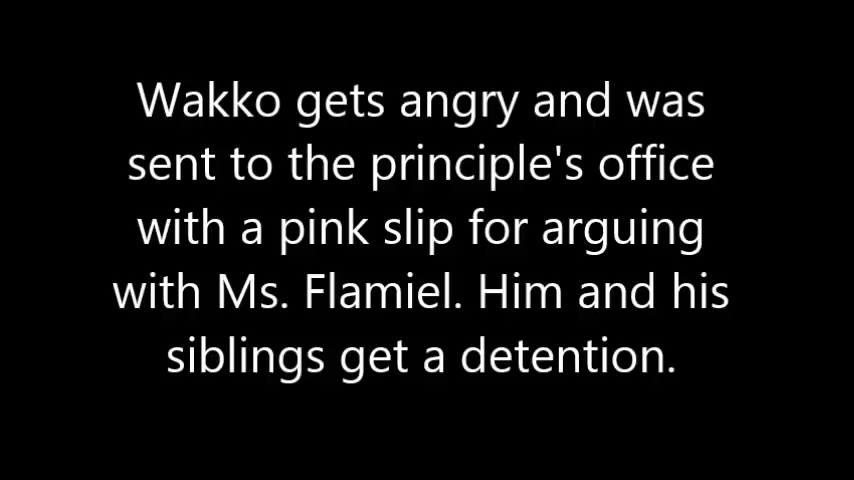 Wakko gets angry and was
sent to the principle's office
with a pink slip for arguing
with Ms. Flamiel. Him and his
siblings get a detention.